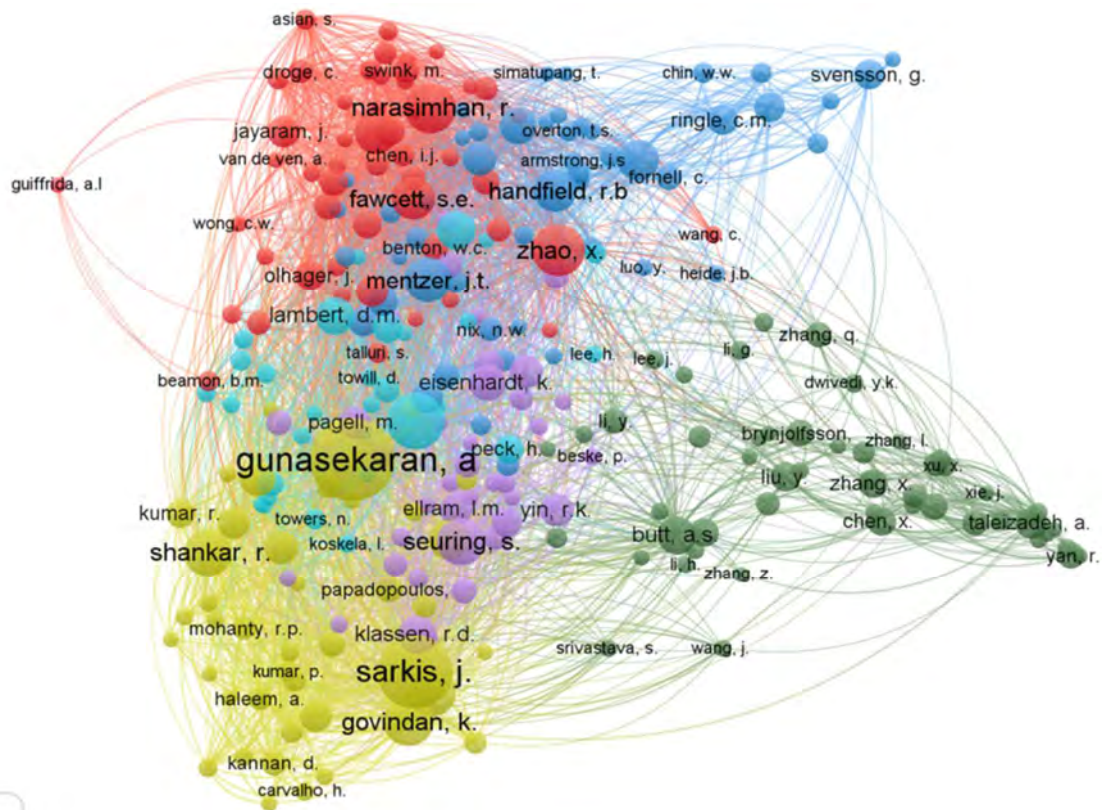 asian, s.
droge, c.
swink, m.
simatupang, t.
chin, w.w.
svensson, g.
narasimhan, r.
ringle, c.m.
jayaram, j.
overton, t.s.
van de ven, a.
chen, i.j.
armstrong, j.s
guiffrida, a.l
fawcett, s.e.
handfield, r.b
fornell, c.
wong, c.w.
benton, w.c.
zhao, x.
wang, c.
olhager, j.
mentzer, j.t.
luo, y.
heide, j.b.
lambert, d.m.
nix, n.w.
zhang, q.
talluri, s.
lee, h.
lee, j.
li, g.
beamon, b.m.
towill, d.
eisenhardt, k.
dwivedi, y.k.
pagell, m.
li, y.
brynjolfsson,
zhang, l.
gunasekaran, a
peck, h.
beske, p.
liu, y.
xu, x.
zhang, x.
xie, j.
kumar, r.
towers, n.
ellram, l.m.
yin, r.k.
chen, x.
taleizadeh, a.
shankar, r.
koskela, l.
seuring, s.
butt, a.s
li, h.
zhang, z.
yan, r.
papadopoulos,
mohanty, r.p.
klassen, r.d.
srivastava, s.
wang, j.
kumar, p.
sarkis, j.
haleem, a.
govindan, k.
kannan, d.
carvalho, h.